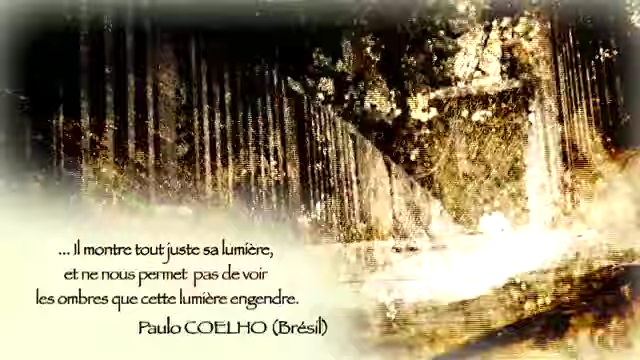 ... Il montre tout juste sa lumière,
et ne nous permet pas de voir
les ombres que cette lumière engendre.
Paulo COELHO (Brésil)